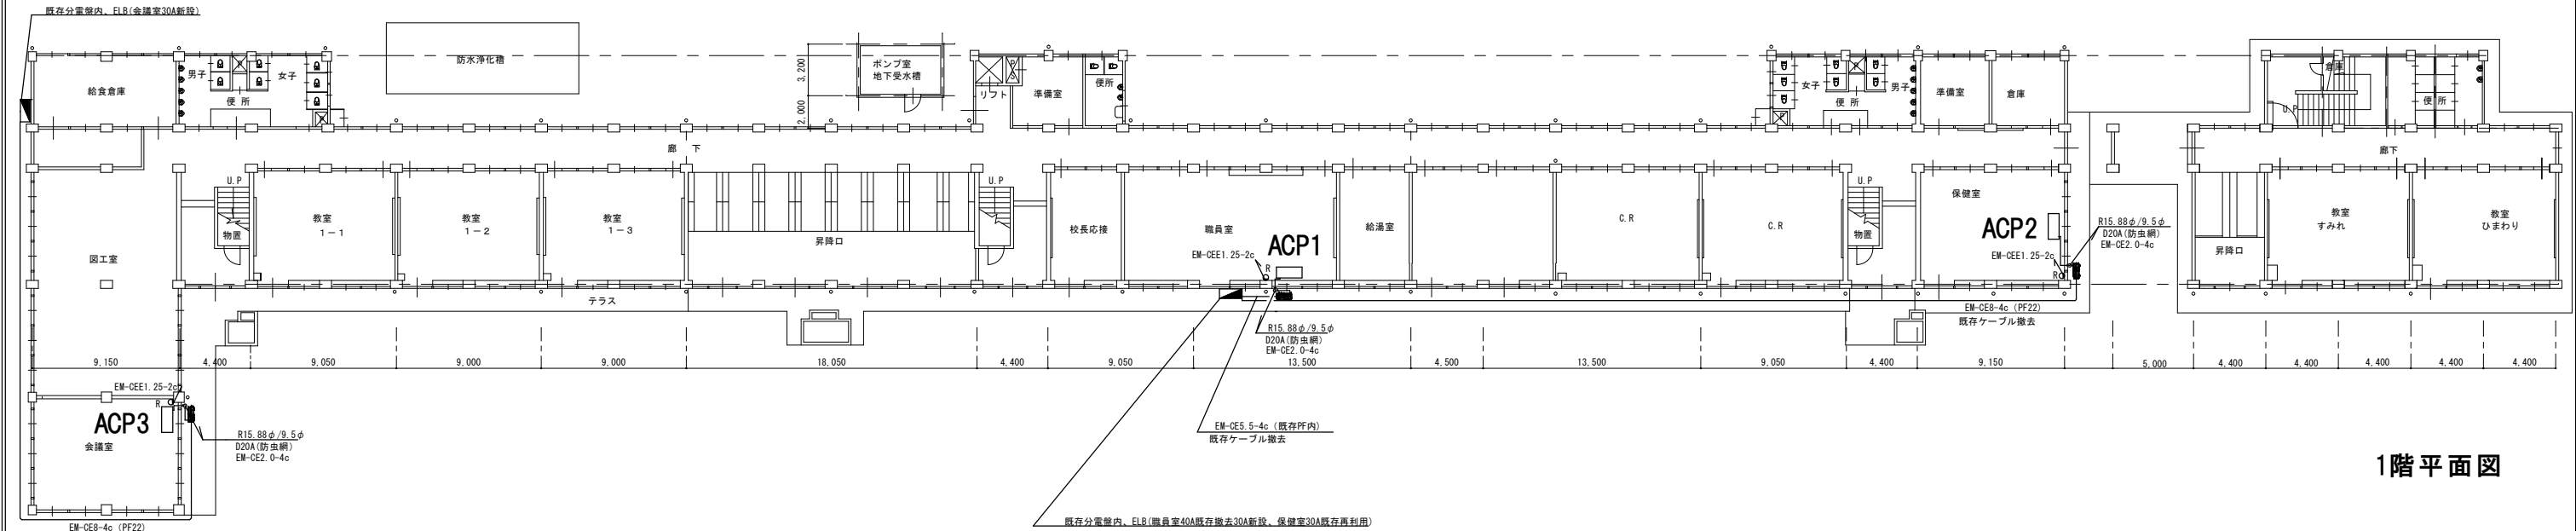 既存分電盤内、ELB(会議室30A新設)
防水浄化槽
ポンプ室
地下受水槽
3,200
2,000
給食倉庫
男子
女子
便 所
リフト
PS
準備室
便所
女子
男子
便 所
準備室
倉庫
倉庫
U.P
便 所
廊 下
廊下
図工室
U.P
物置
教室
1-1
教室
1-2
教室
1-3
昇降口
U.P
校長応接
職員室
ACP1
EM-CEE1.25-2c
R
給湯室
C.R
C.R
U.P
物置
保健室
ACP2
EM-CEE1.25-2c
R
R15.88φ/9.5φ
D20A(防虫網)
EM-CE2.0-4c
昇降口
教室
すみれ
教室
ひまわり
テラス
R15.88φ/9.5φ
D20A(防虫網)
EM-CE2.0-4c
EM-CE8-4c (PF22)
既存ケーブル撤去
9,150
4,400
9,050
9,000
9,000
18,050
4,400
9,050
13,500
4,500
13,500
9,050
4,400
9,150
5,000
4,400
4,400
4,400
4,400
4,400
EM-CEE1.25-2c
R
ACP3
会議室
R15.88φ/9.5φ
D20A(防虫網)
EM-CE2.0-4c
EM-CE5.5-4c (既存PF内)
既存ケーブル撤去
1階平面図
既存分電盤内、ELB(職員室40A既存撤去30A新設、保健室30A既存再利用)
EM-CE8-4c (PF22)